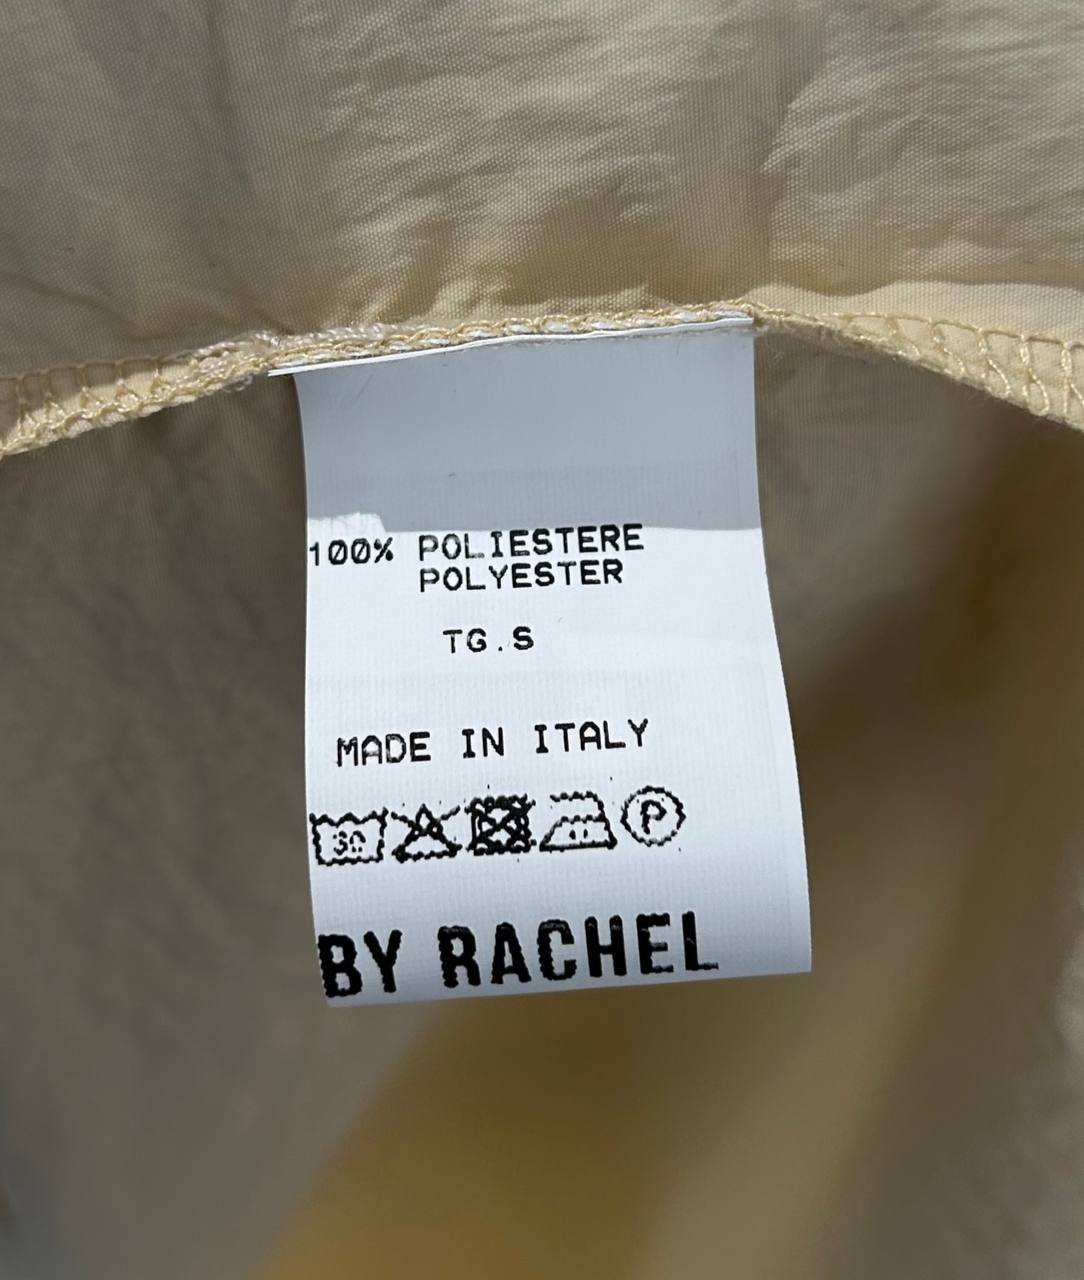 100% POLIESTERE
POLYESTER
TG.S
MADE IN ITALY
30 P
BY RACHEL